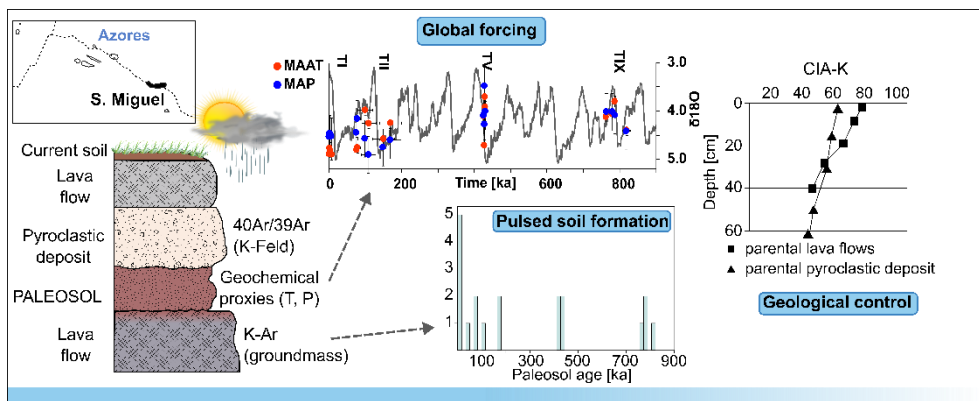 Azores
S. Miguel
Current soil
Lava
flow
Pyroclastic
deposit
PALEOSOL
Lava
flow
40Ar/39Ar
(K-Feld)
Geochemical
proxies (T, P)
K-Ar
(groundmass)
Global forcing
MAAT
MAP
TI
TII
TV
TIX
3.0
4.0
5.0
δ18O
0
200
400
600
800
Time [ka]
Pulsed soil formation
5
4
3
2
1
100
300
500
700
900
Paleosol age [ka]
CIA-K
20 40 60 80 100
0
20
40
60
Depth [cm]
parental lava flows
parental pyroclastic deposit
Geological control